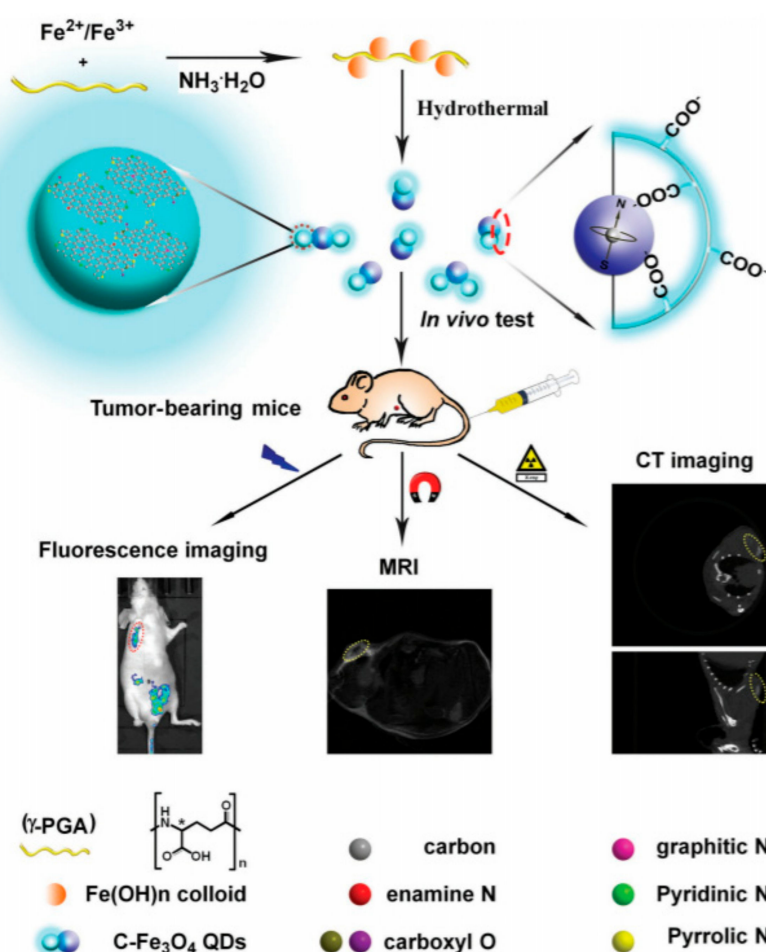 Fe²⁺/Fe³⁺
+
NH₃·H₂O
Hydrothermal
COO⁻
COO⁻
COO⁻
COO⁻
COO⁻
N
S
In vivo test
Tumor-bearing mice
CT imaging
Fluorescence imaging
MRI
(γ-PGA)
H
N
*
O
O
OH
n
carbon
graphitic N
Fe(OH)n colloid
enamine N
Pyridinic N
C-Fe₃O₄ QDs
carboxyl O
Pyrrolic N